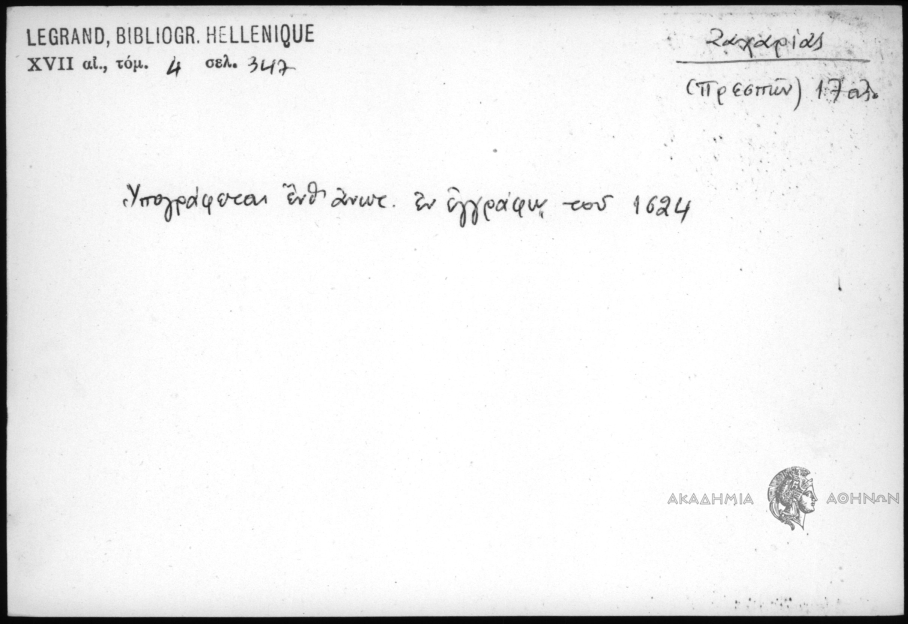 LEGRAND, BIBLIOGR. HELLENIQUE
XVII αἰ., τόμ. 4 σελ. 347
Ζαχαρίας
(Πρεσπῶν) 17 αἰ.
Ὑπογράφεται ἔνθ' ἀνωτ. ἐν ἐγγράφῳ τοῦ 1624
ΑΚΑΔΗΜΙΑ ΑΘΗΝΩΝ